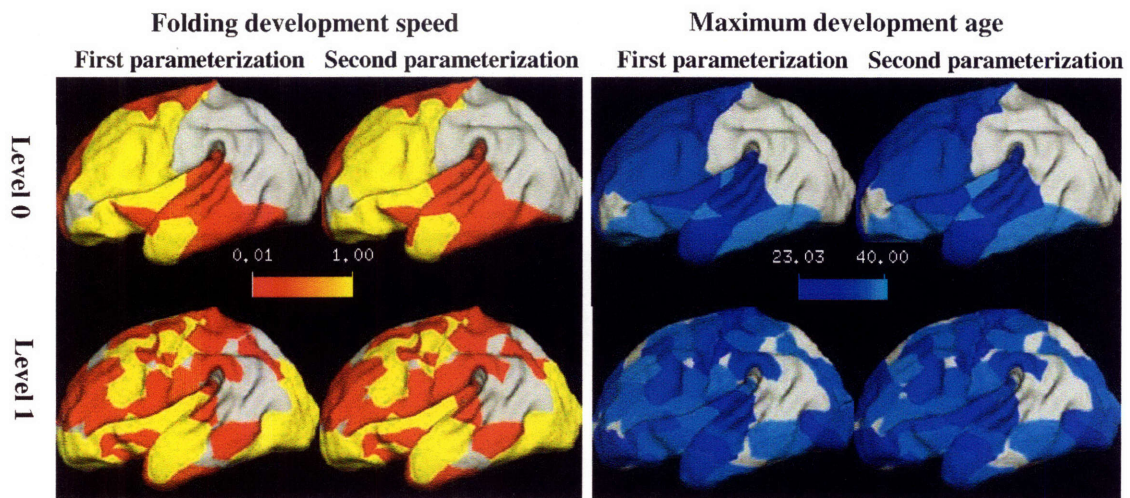 Folding development speed
Maximum development age
First parameterization
Second parameterization
First parameterization
Second parameterization
Level 0
0.01
1.00
23.03
40.00
Level 1